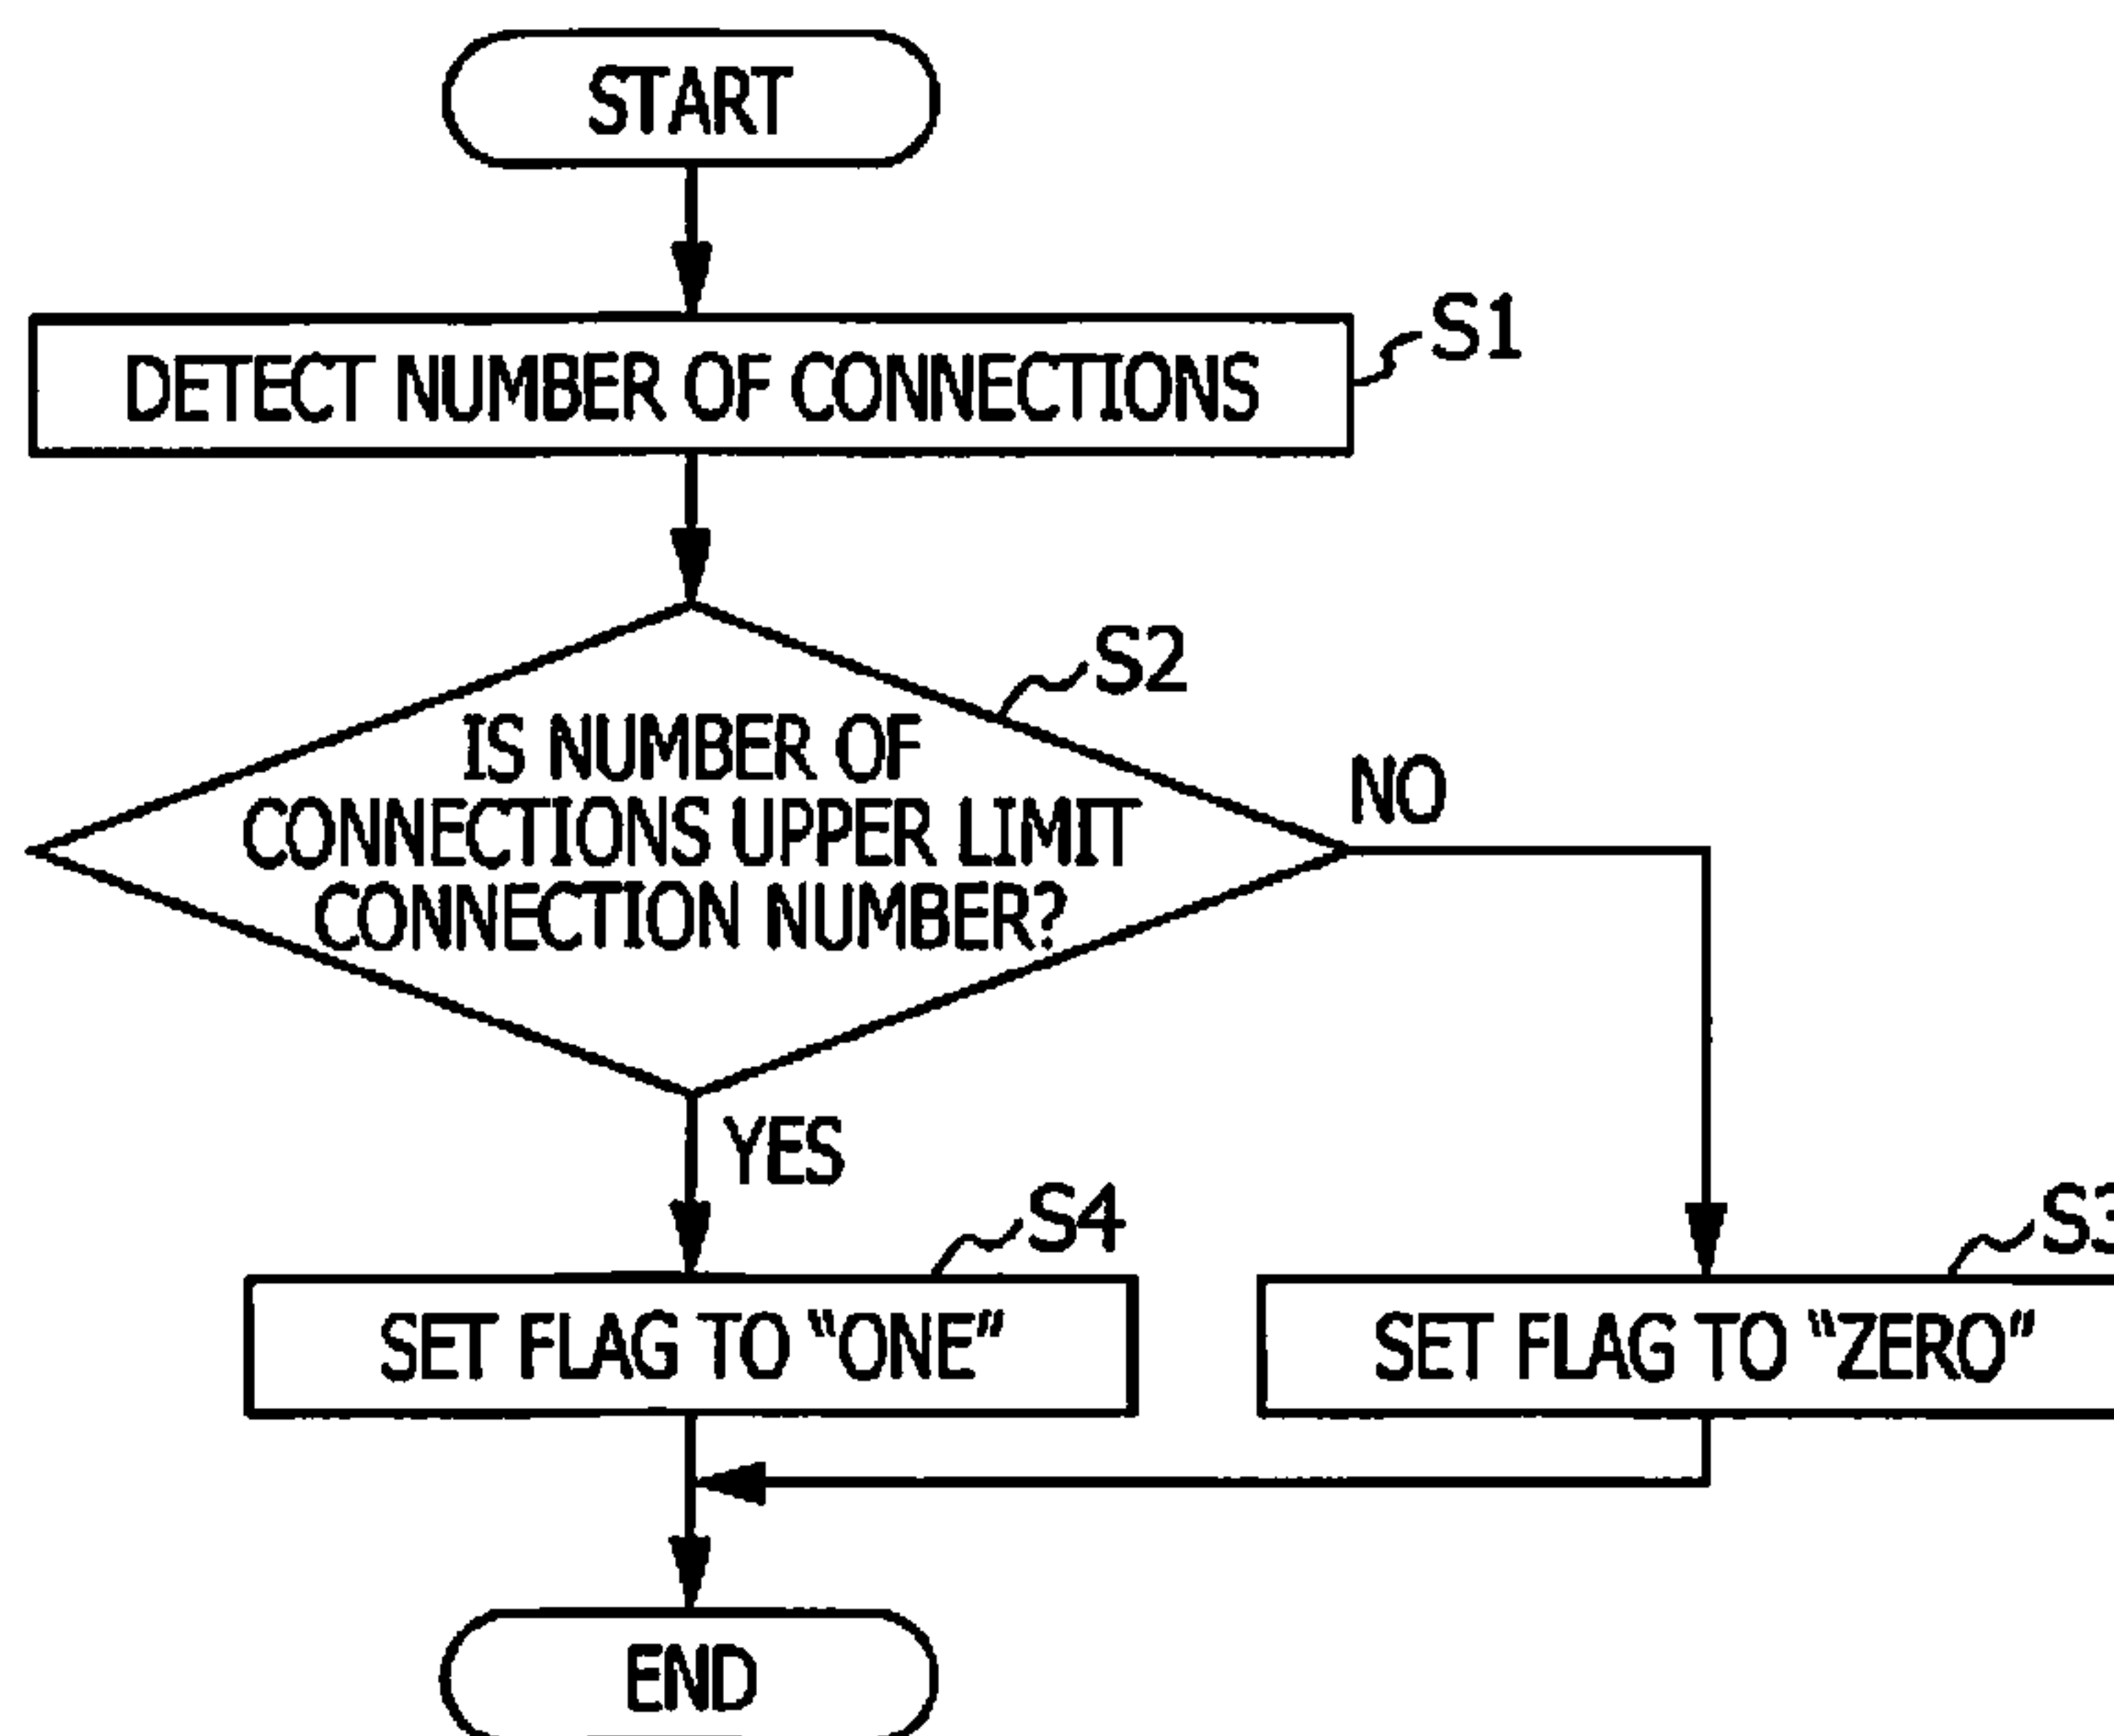 START
DETECT NUMBER OF CONNECTIONS
S1
S2
IS NUMBER OF
CONNECTIONS UPPER LIMIT
CONNECTION NUMBER?
NO
YES
S4
S3
SET FLAG TO “ONE”
SET FLAG TO “ZERO”
END